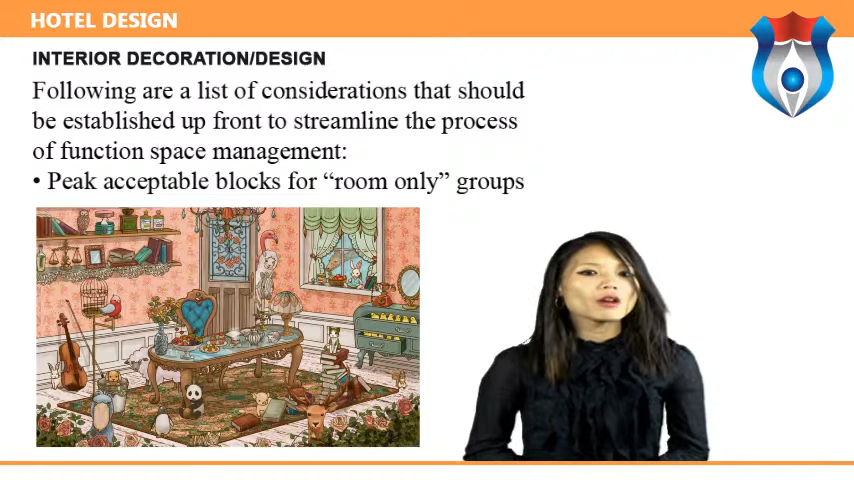 HOTEL DESIGN
INTERIOR DECORATION/DESIGN
Following are a list of considerations that should
be established up front to streamline the process
of function space management:
• Peak acceptable blocks for “room only” groups